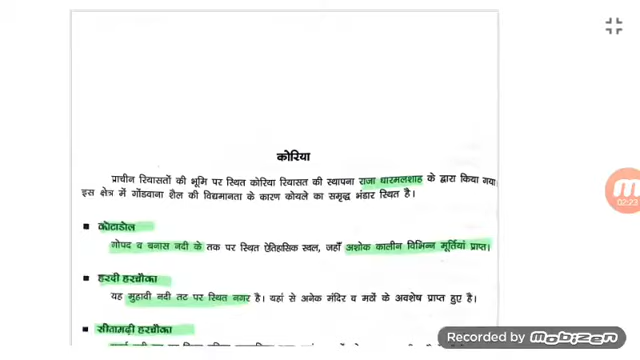 कोरिया
प्राचीन रियासतों की भूमि पर स्थित कोरिया रियासत की स्थापना राजा धारमलशाह के द्वारा किया गया
इस क्षेत्र में गोंडवाना शैल की विद्यमानता के कारण कोयले का समृद्ध भंडार स्थित है।
कोटाडोल
गोपद व बनास नदी के तक पर स्थित ऐतिहासिक स्थल, जहाँ अशोक कालीन विभिन्न मूर्तियां प्राप्त।
हरदी हरचौका
यह मुहावी नदी तट पर स्थित नगर है। यहां से अनेक मंदिर व मठों के अवशेष प्राप्त हुए है।
सीतामढ़ी हरचौका
M
02:23
Recorded by mobizen